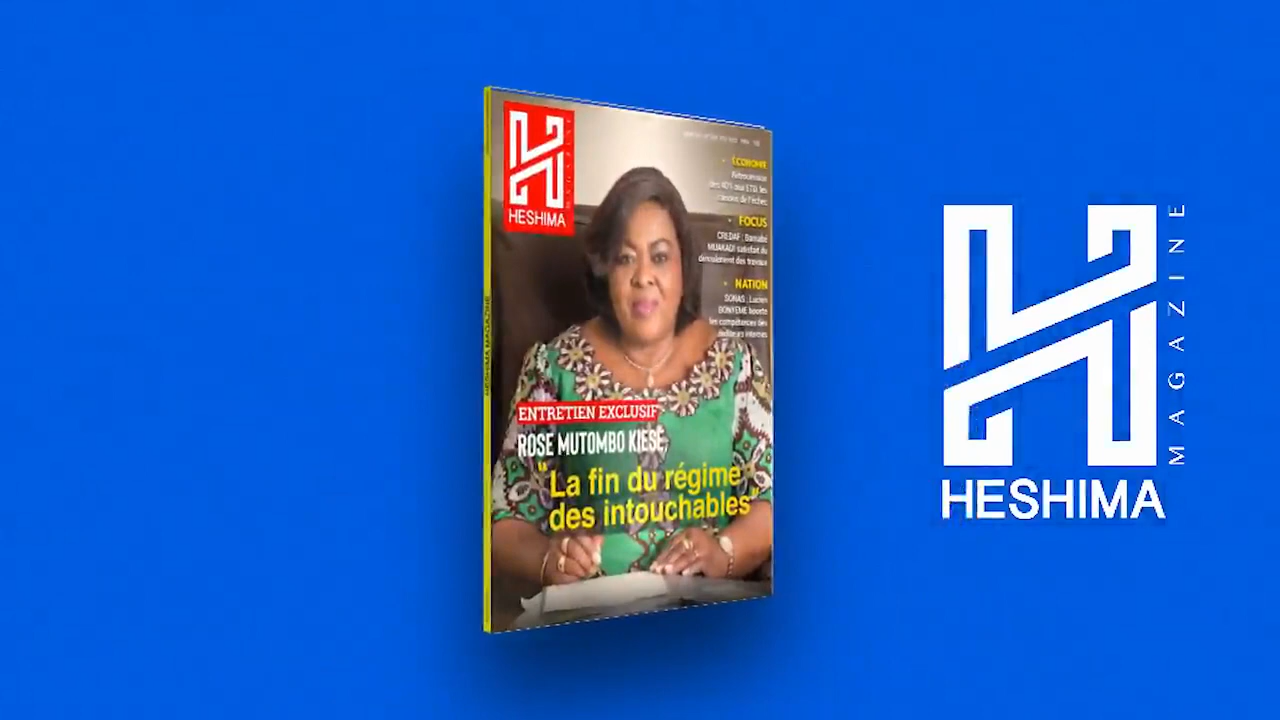 MAGAZINE
HESHIMA
ÉCONOMIE
FOCUS
CREDAF : Barnabé
MUAKADI satisfait du
déroulement des travaux
NATION
SONAS : Lucien
BONYEME booste
les compétences des
HESHIMA MAGAZINE
ENTRETIEN EXCLUSIF
ROSE MUTOMBO KIESE,
"La fin du régime
des intouchables"
MAGAZINE
HESHIMA